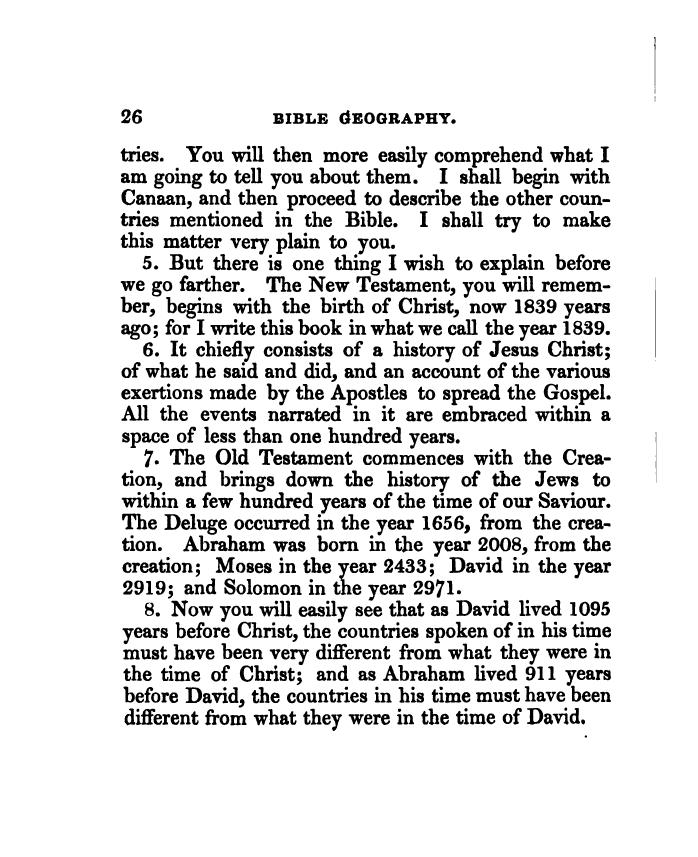 26 BIBLE GEOGRAPHY.
tries. You will then more easily comprehend what I
am going to tell you about them. I shall begin with
Canaan, and then proceed to describe the other coun-
tries mentioned in the Bible. I shall try to make
this matter very plain to you.
5. But there is one thing I wish to explain before
we go farther. The New Testament, you will remem-
ber, begins with the birth of Christ, now 1839 years
ago; for I write this book in what we call the year 1839.
6. It chiefly consists of a history of Jesus Christ;
of what he said and did, and an account of the various
exertions made by the Apostles to spread the Gospel.
All the events narrated in it are embraced within a
space of less than one hundred years.
7. The Old Testament commences with the Crea-
tion, and brings down the history of the Jews to
within a few hundred years of the time of our Saviour.
The Deluge occurred in the year 1656, from the crea-
tion. Abraham was born in the year 2008, from the
creation; Moses in the year 2433; David in the year
2919; and Solomon in the year 2971.
8. Now you will easily see that as David lived 1095
years before Christ, the countries spoken of in his time
must have been very different from what they were in
the time of Christ; and as Abraham lived 911 years
before David, the countries in his time must have been
different from what they were in the time of David.